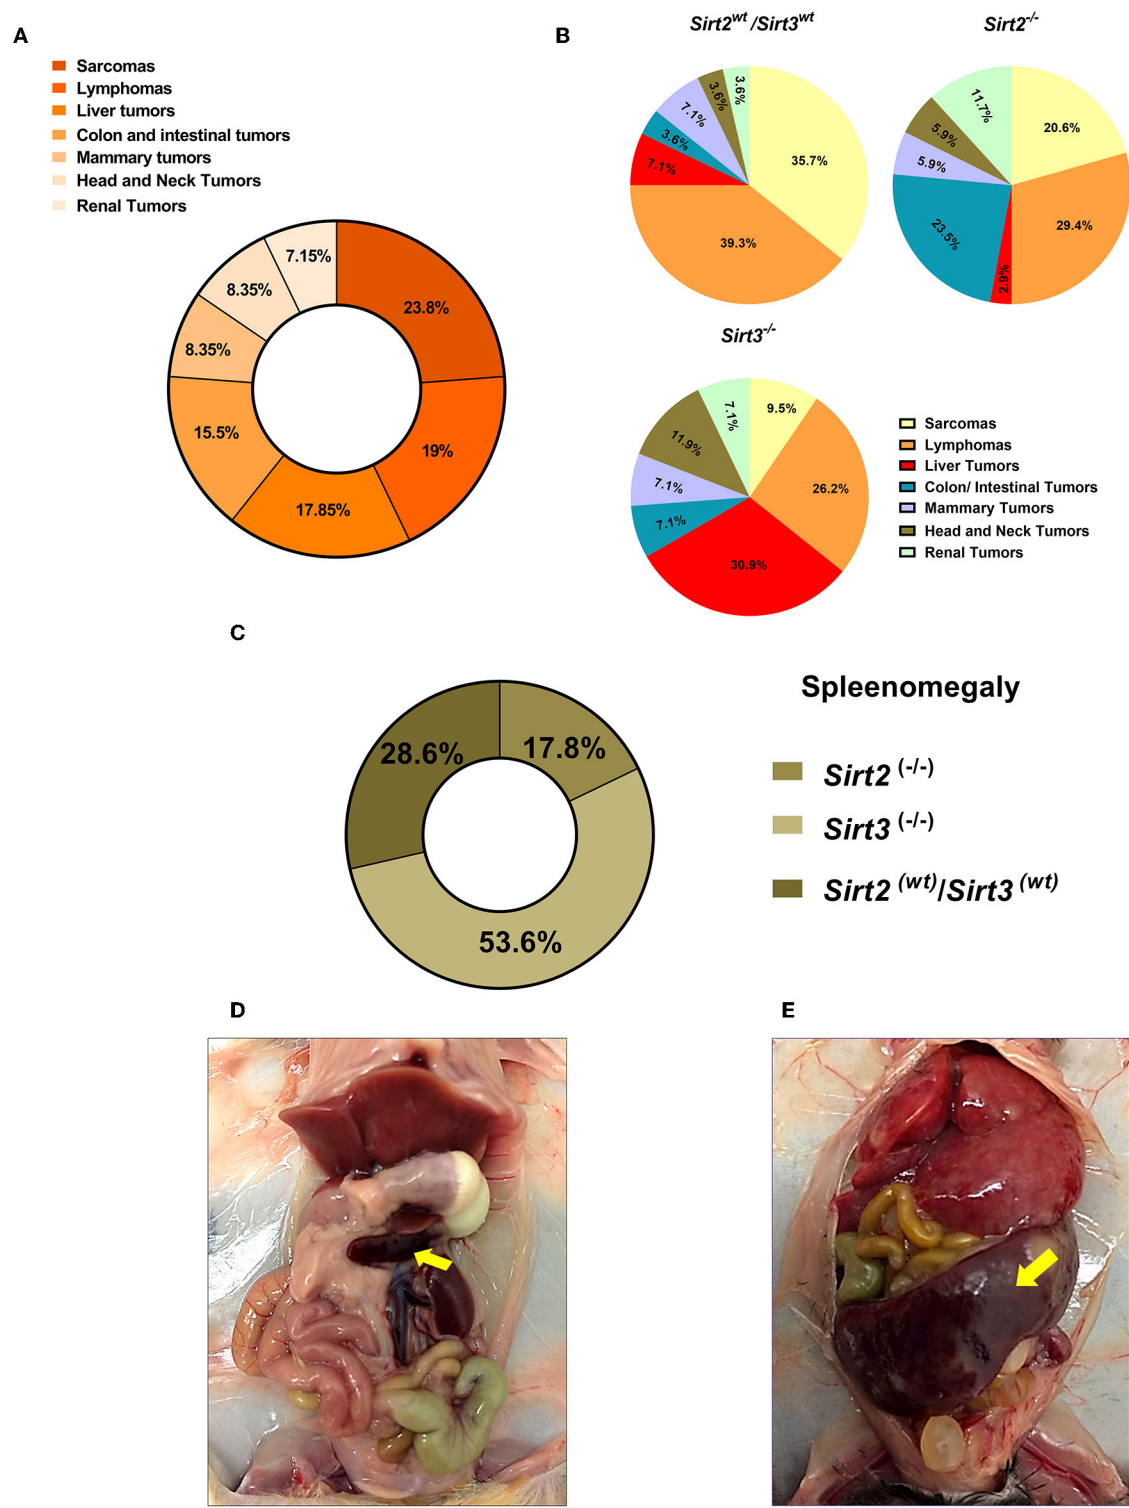 A
Sarcomas
Lymphomas
Liver tumors
Colon and intestinal tumors
Mammary tumors
Head and Neck Tumors
Renal Tumors
7.15%
23.8%
8.35%
8.35%
15.5%
19%
17.85%
B
Sirt2wt /Sirt3wt
3.6%
3.6%
7.1%
3.6%
7.1%
35.7%
39.3%
Sirt2-/-
11.7%
20.6%
5.9%
5.9%
29.4%
23.5%
2.9%
Sirt3-/-
7.1%
9.5%
11.9%
7.1%
26.2%
7.1%
30.9%
Sarcomas
Lymphomas
Liver Tumors
Colon/ Intestinal Tumors
Mammary Tumors
Head and Neck Tumors
Renal Tumors
C
28.6%
17.8%
53.6%
Spleenomegaly
Sirt2 (-/-)
Sirt3 (-/-)
Sirt2 (wt)/Sirt3 (wt)
D
E